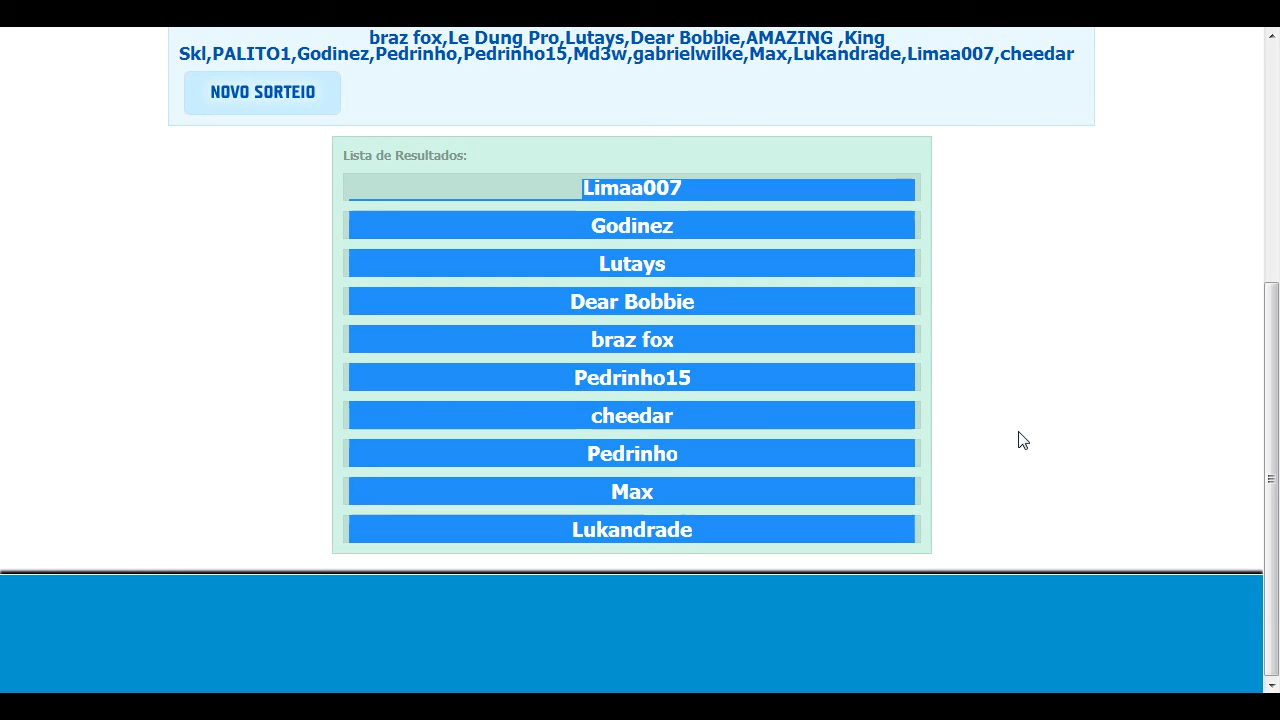 braz fox,Le Dung Pro,Lutays,Dear Bobbie,AMAZING ,King
Skl,PALITO1,Godinez,Pedrinho,Pedrinho15,Md3w,gabrielwilke,Max,Lukandrade,Limaa007,cheedar
NOVO SORTEIO
Lista de Resultados:
Limaa007
Godinez
Lutays
Dear Bobbie
braz fox
Pedrinho15
cheedar
Pedrinho
Max
Lukandrade